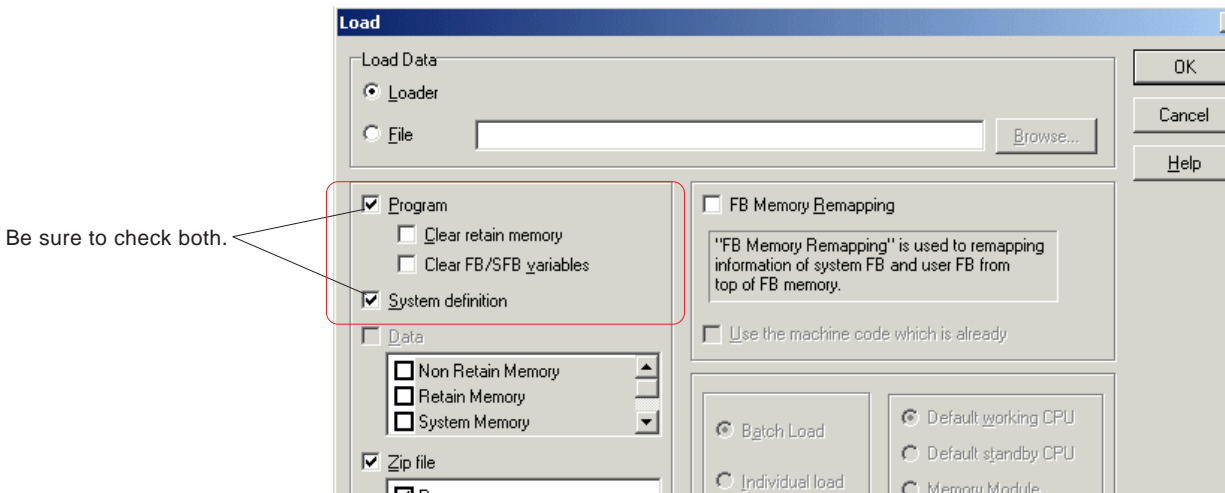 Load
Load Data
Loader
File
Browse...
OK
Cancel
Help
Be sure to check both.
Program
Clear retain memory
Clear FB/SFB variables
System definition
Data
Non Retain Memory
Retain Memory
System Memory
Zip file
FB Memory Remapping
"FB Memory Remapping" is used to remapping
information of system FB and user FB from
top of FB memory.
Use the machine code which is already
Batch Load
Individual load
Default working CPU
Default standby CPU
Memory Module